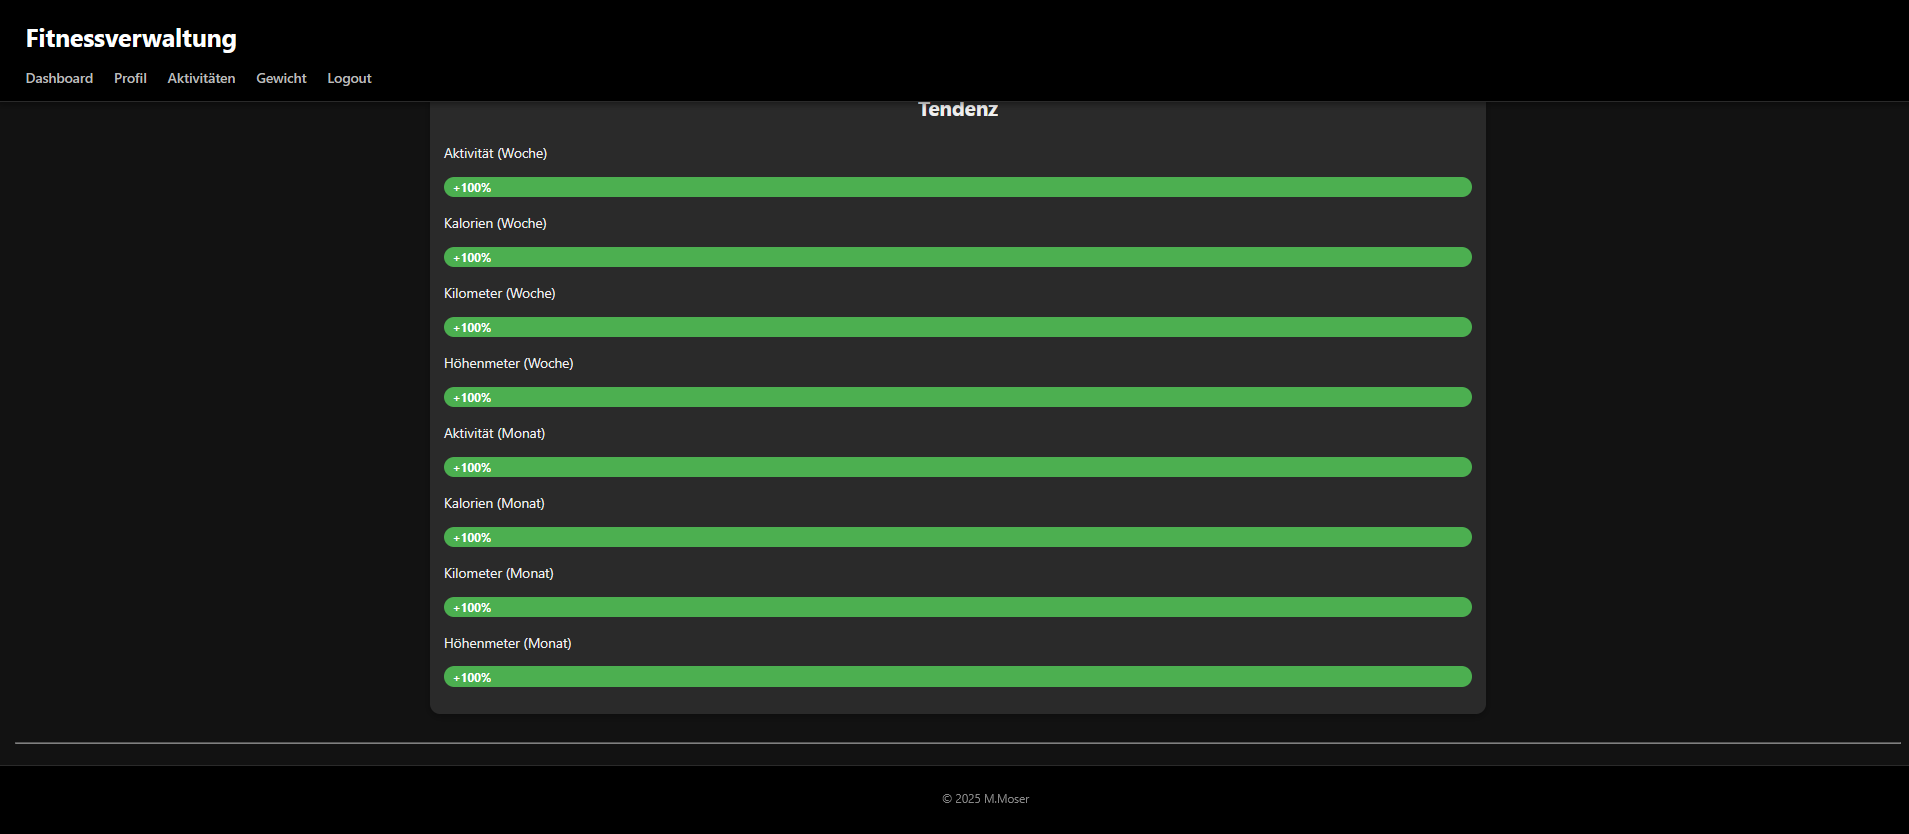 Fitnessverwaltung
Dashboard Profil Aktivitäten Gewicht Logout
Tendenz
Aktivität (Woche)
+100%
Kalorien (Woche)
+100%
Kilometer (Woche)
+100%
Höhenmeter (Woche)
+100%
Aktivität (Monat)
+100%
Kalorien (Monat)
+100%
Kilometer (Monat)
+100%
Höhenmeter (Monat)
+100%
© 2025 M.Moser